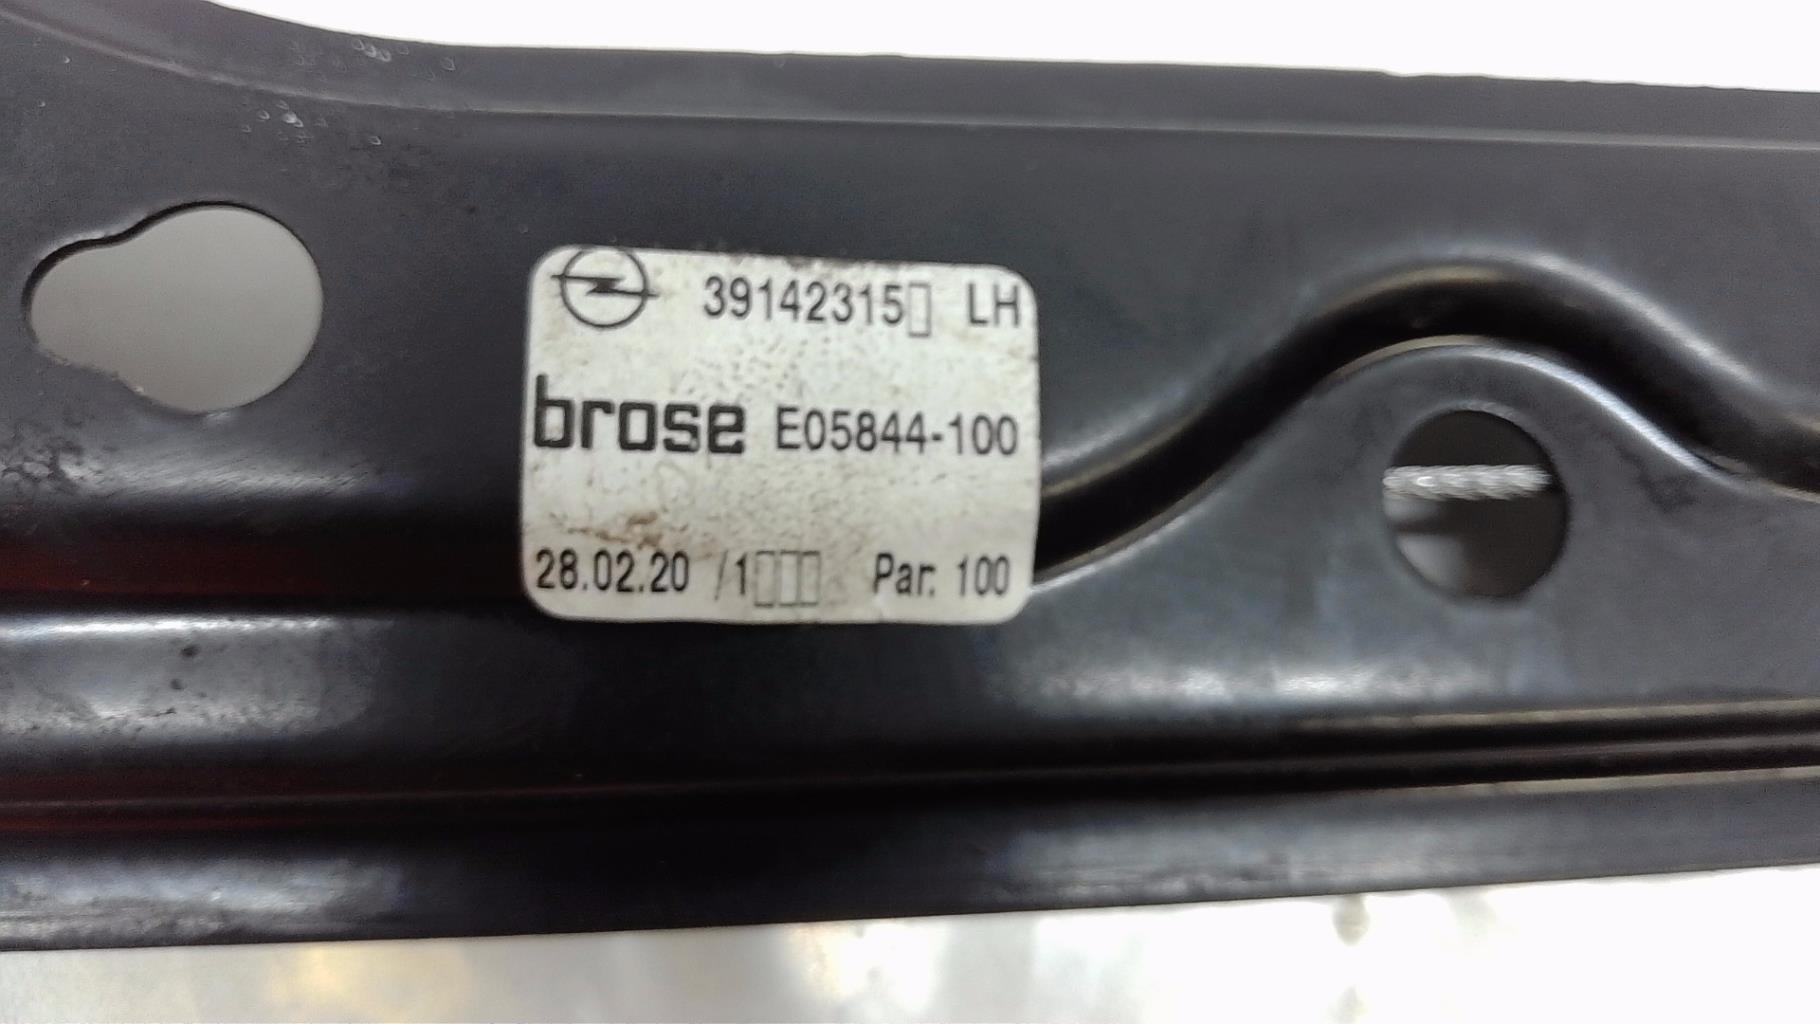 39142315▯ LH
brose E05844-100
28.02.20 /1▯▯▯ Par. 100